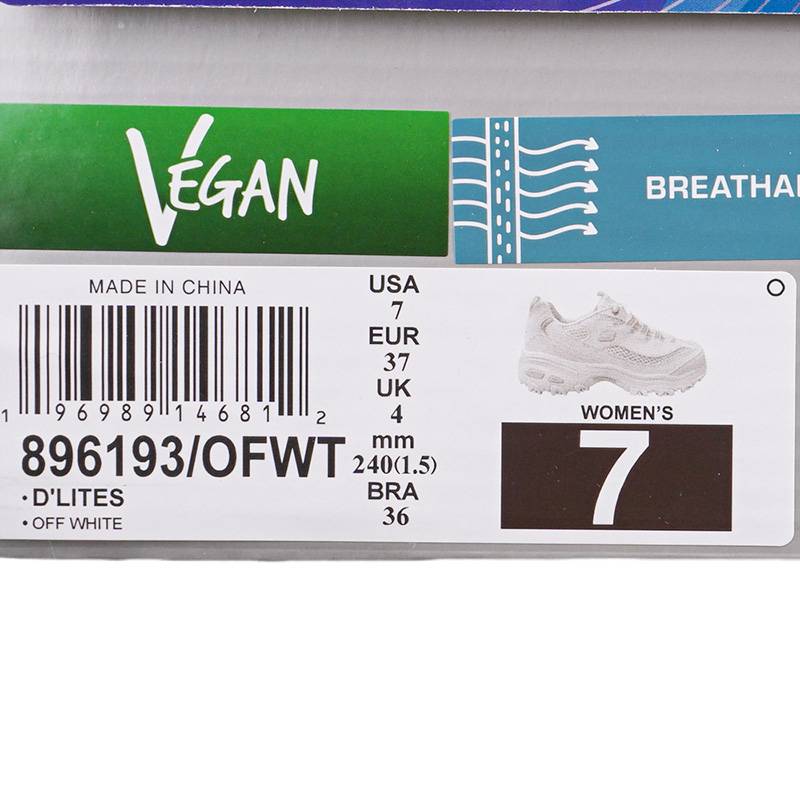 VEGAN
BREATHA
MADE IN CHINA
1 96989 14681 2
896193/OFWT
• D'LITES
• OFF WHITE
USA
7
EUR
37
UK
4
mm
240(1.5)
BRA
36
WOMEN'S
7